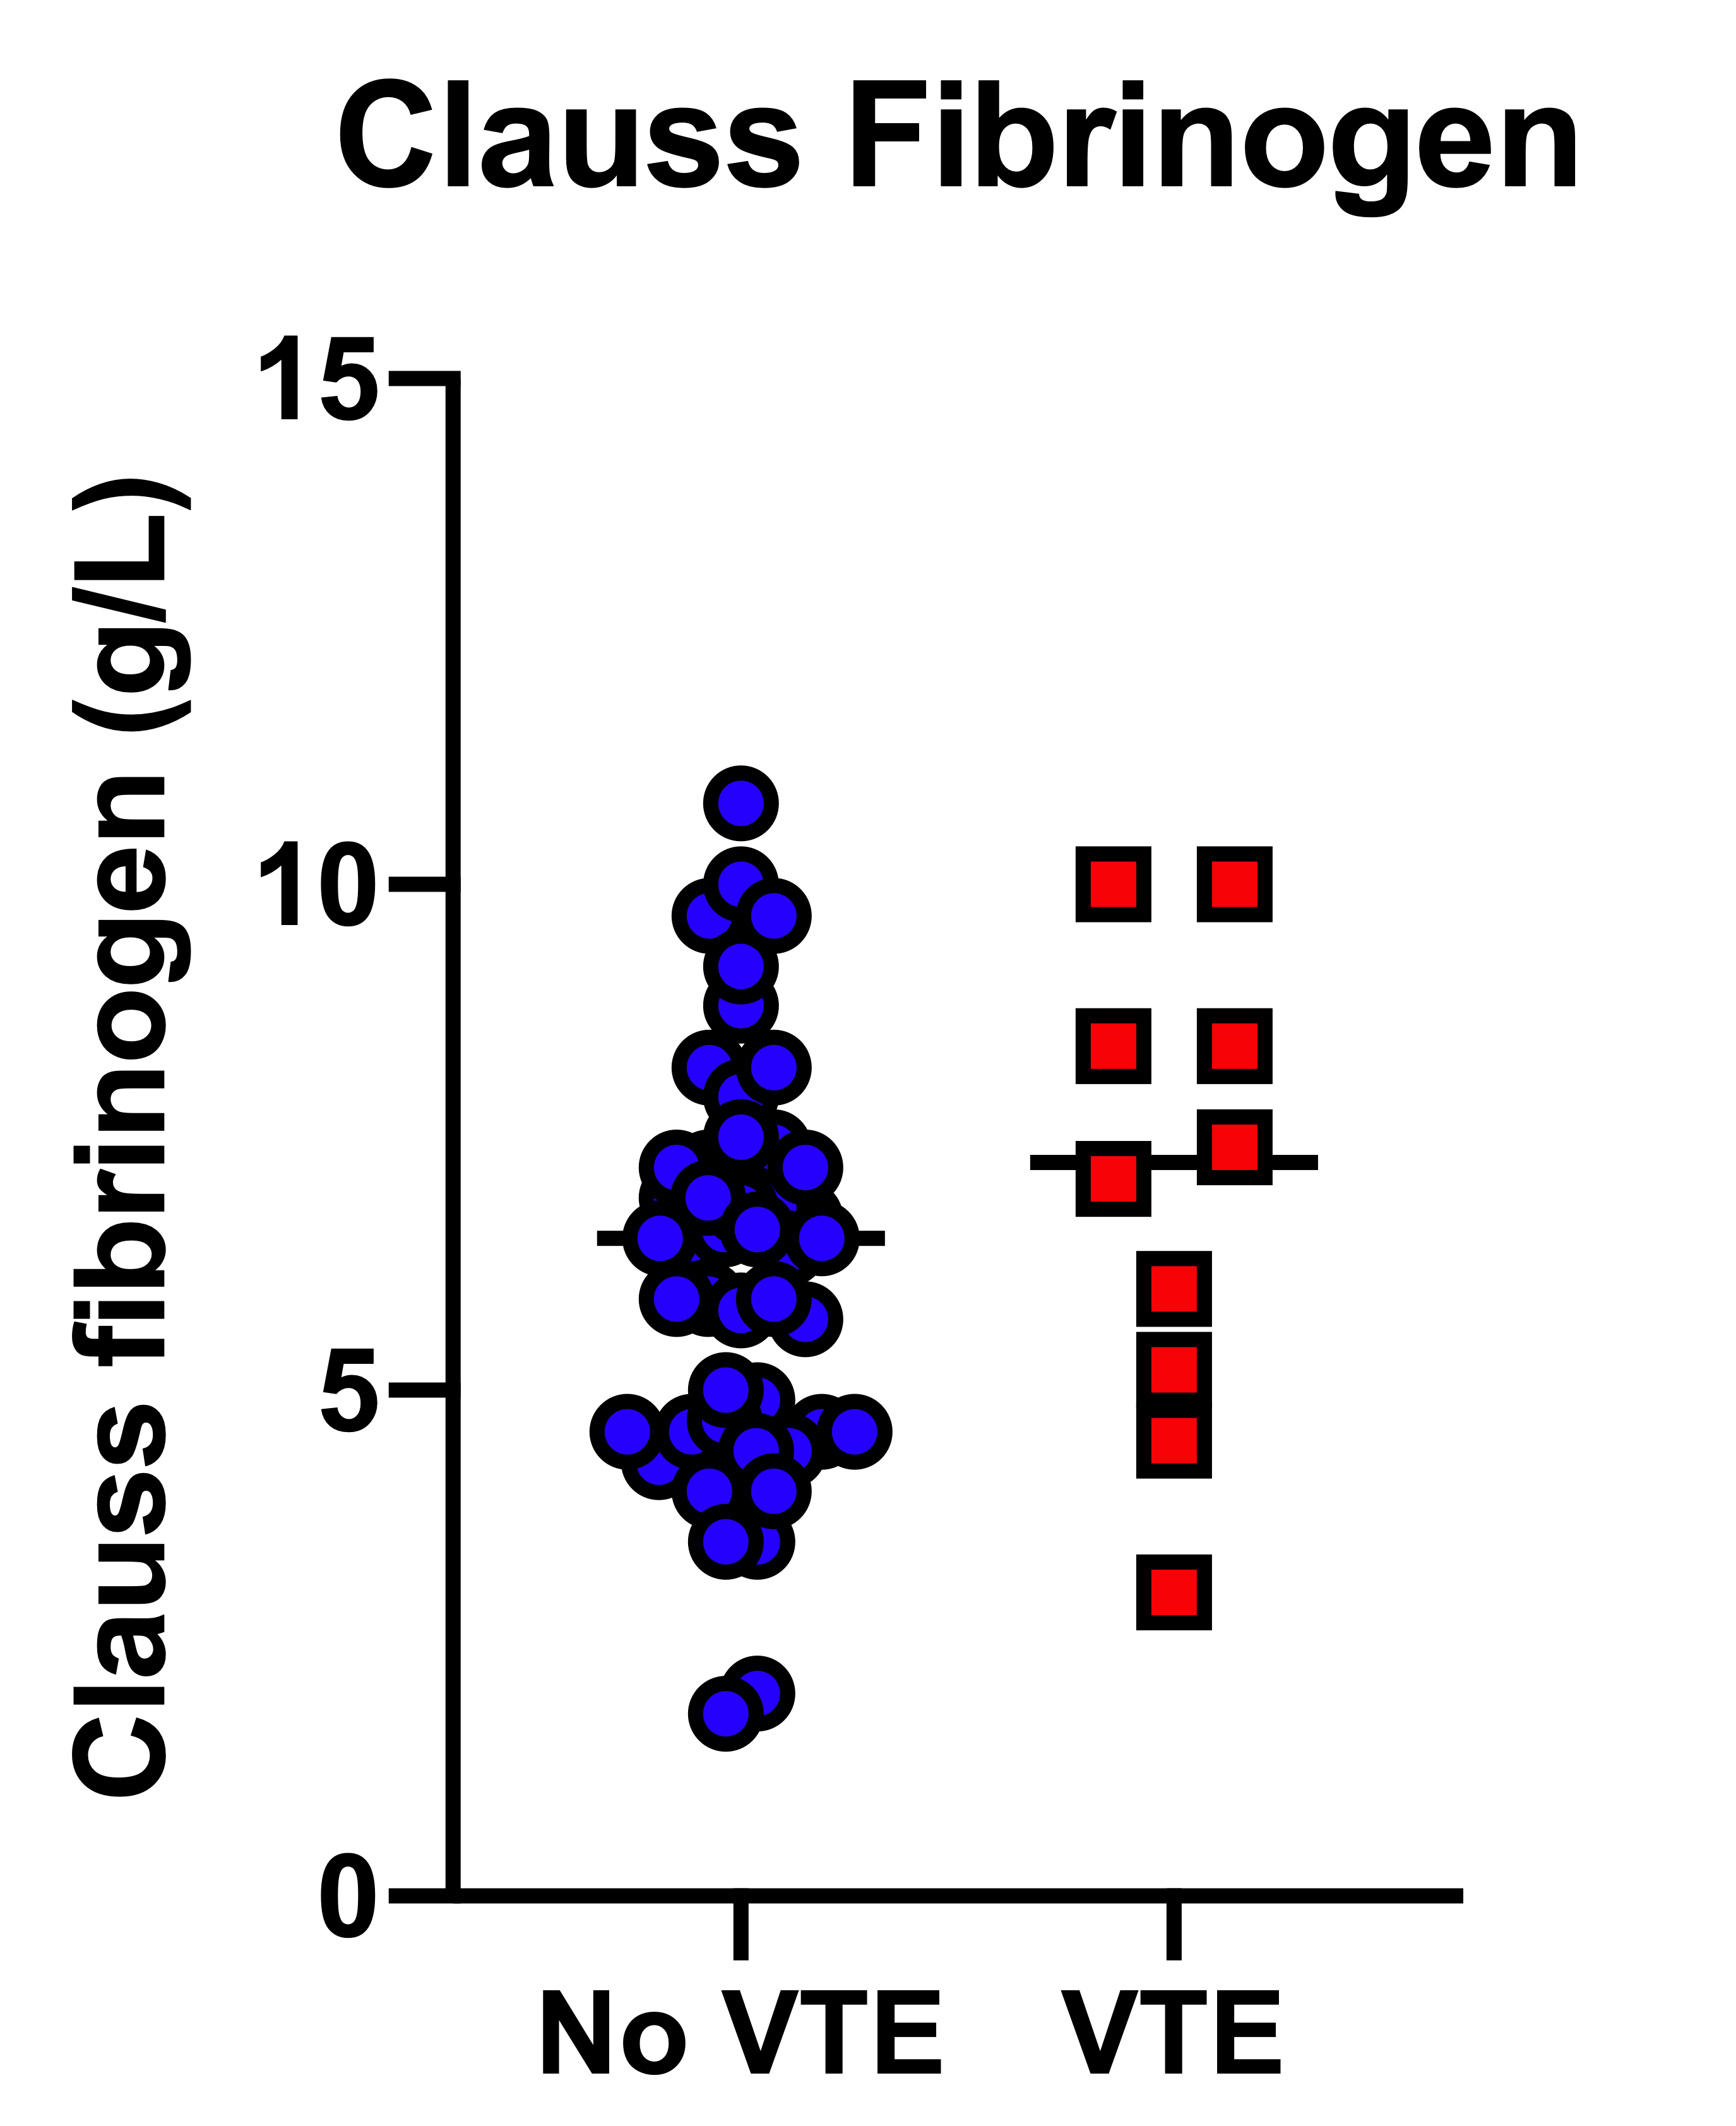 Clauss Fibrinogen
Clauss fibrinogen (g/L)
15
10
5
0
No VTE
VTE